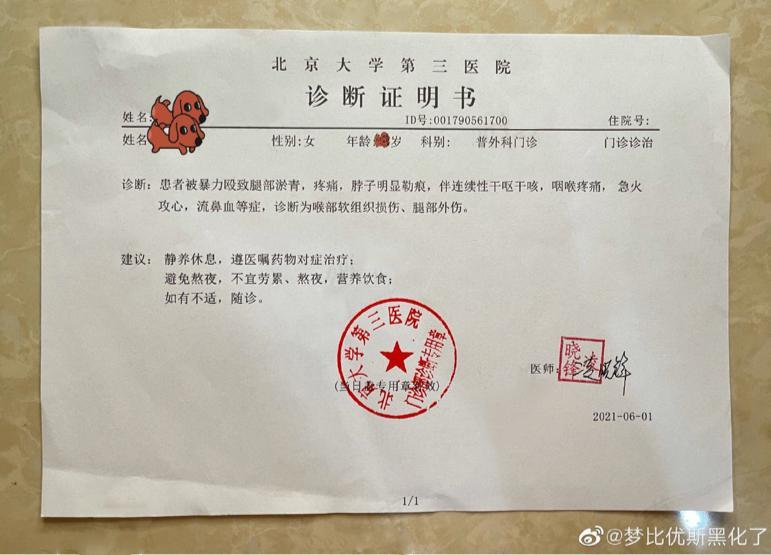 北京大学第三医院
诊断证明书
姓名: ID号:001790561700 住院号:
姓名 性别:女 年龄 岁 科别: 普外科门诊 门诊诊治
诊断:患者被暴力殴致腿部淤青,疼痛,脖子明显勒痕,伴连续性干呕干咳,咽喉疼痛, 急火
攻心,流鼻血等症,诊断为喉部软组织损伤、腿部外伤。
建议: 静养休息,遵医嘱药物对症治疗;
避免熬夜,不宜劳累、熬夜,营养饮食;
如有不适,随诊。
北京大学第三医院
(当日 专用章 效)
医师:
晓锋
2021-06-01
1/1
@梦比优斯黑化了